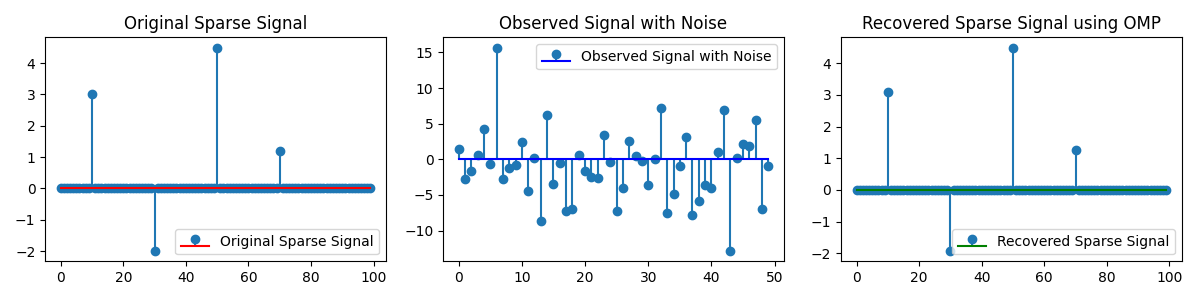 Original Sparse Signal
4
3
2
1
0
−1
−2
0 20 40 60 80 100
Original Sparse Signal
Observed Signal with Noise
15
10
5
0
−5
−10
0 10 20 30 40 50
Observed Signal with Noise
Recovered Sparse Signal using OMP
4
3
2
1
0
−1
−2
0 20 40 60 80 100
Recovered Sparse Signal